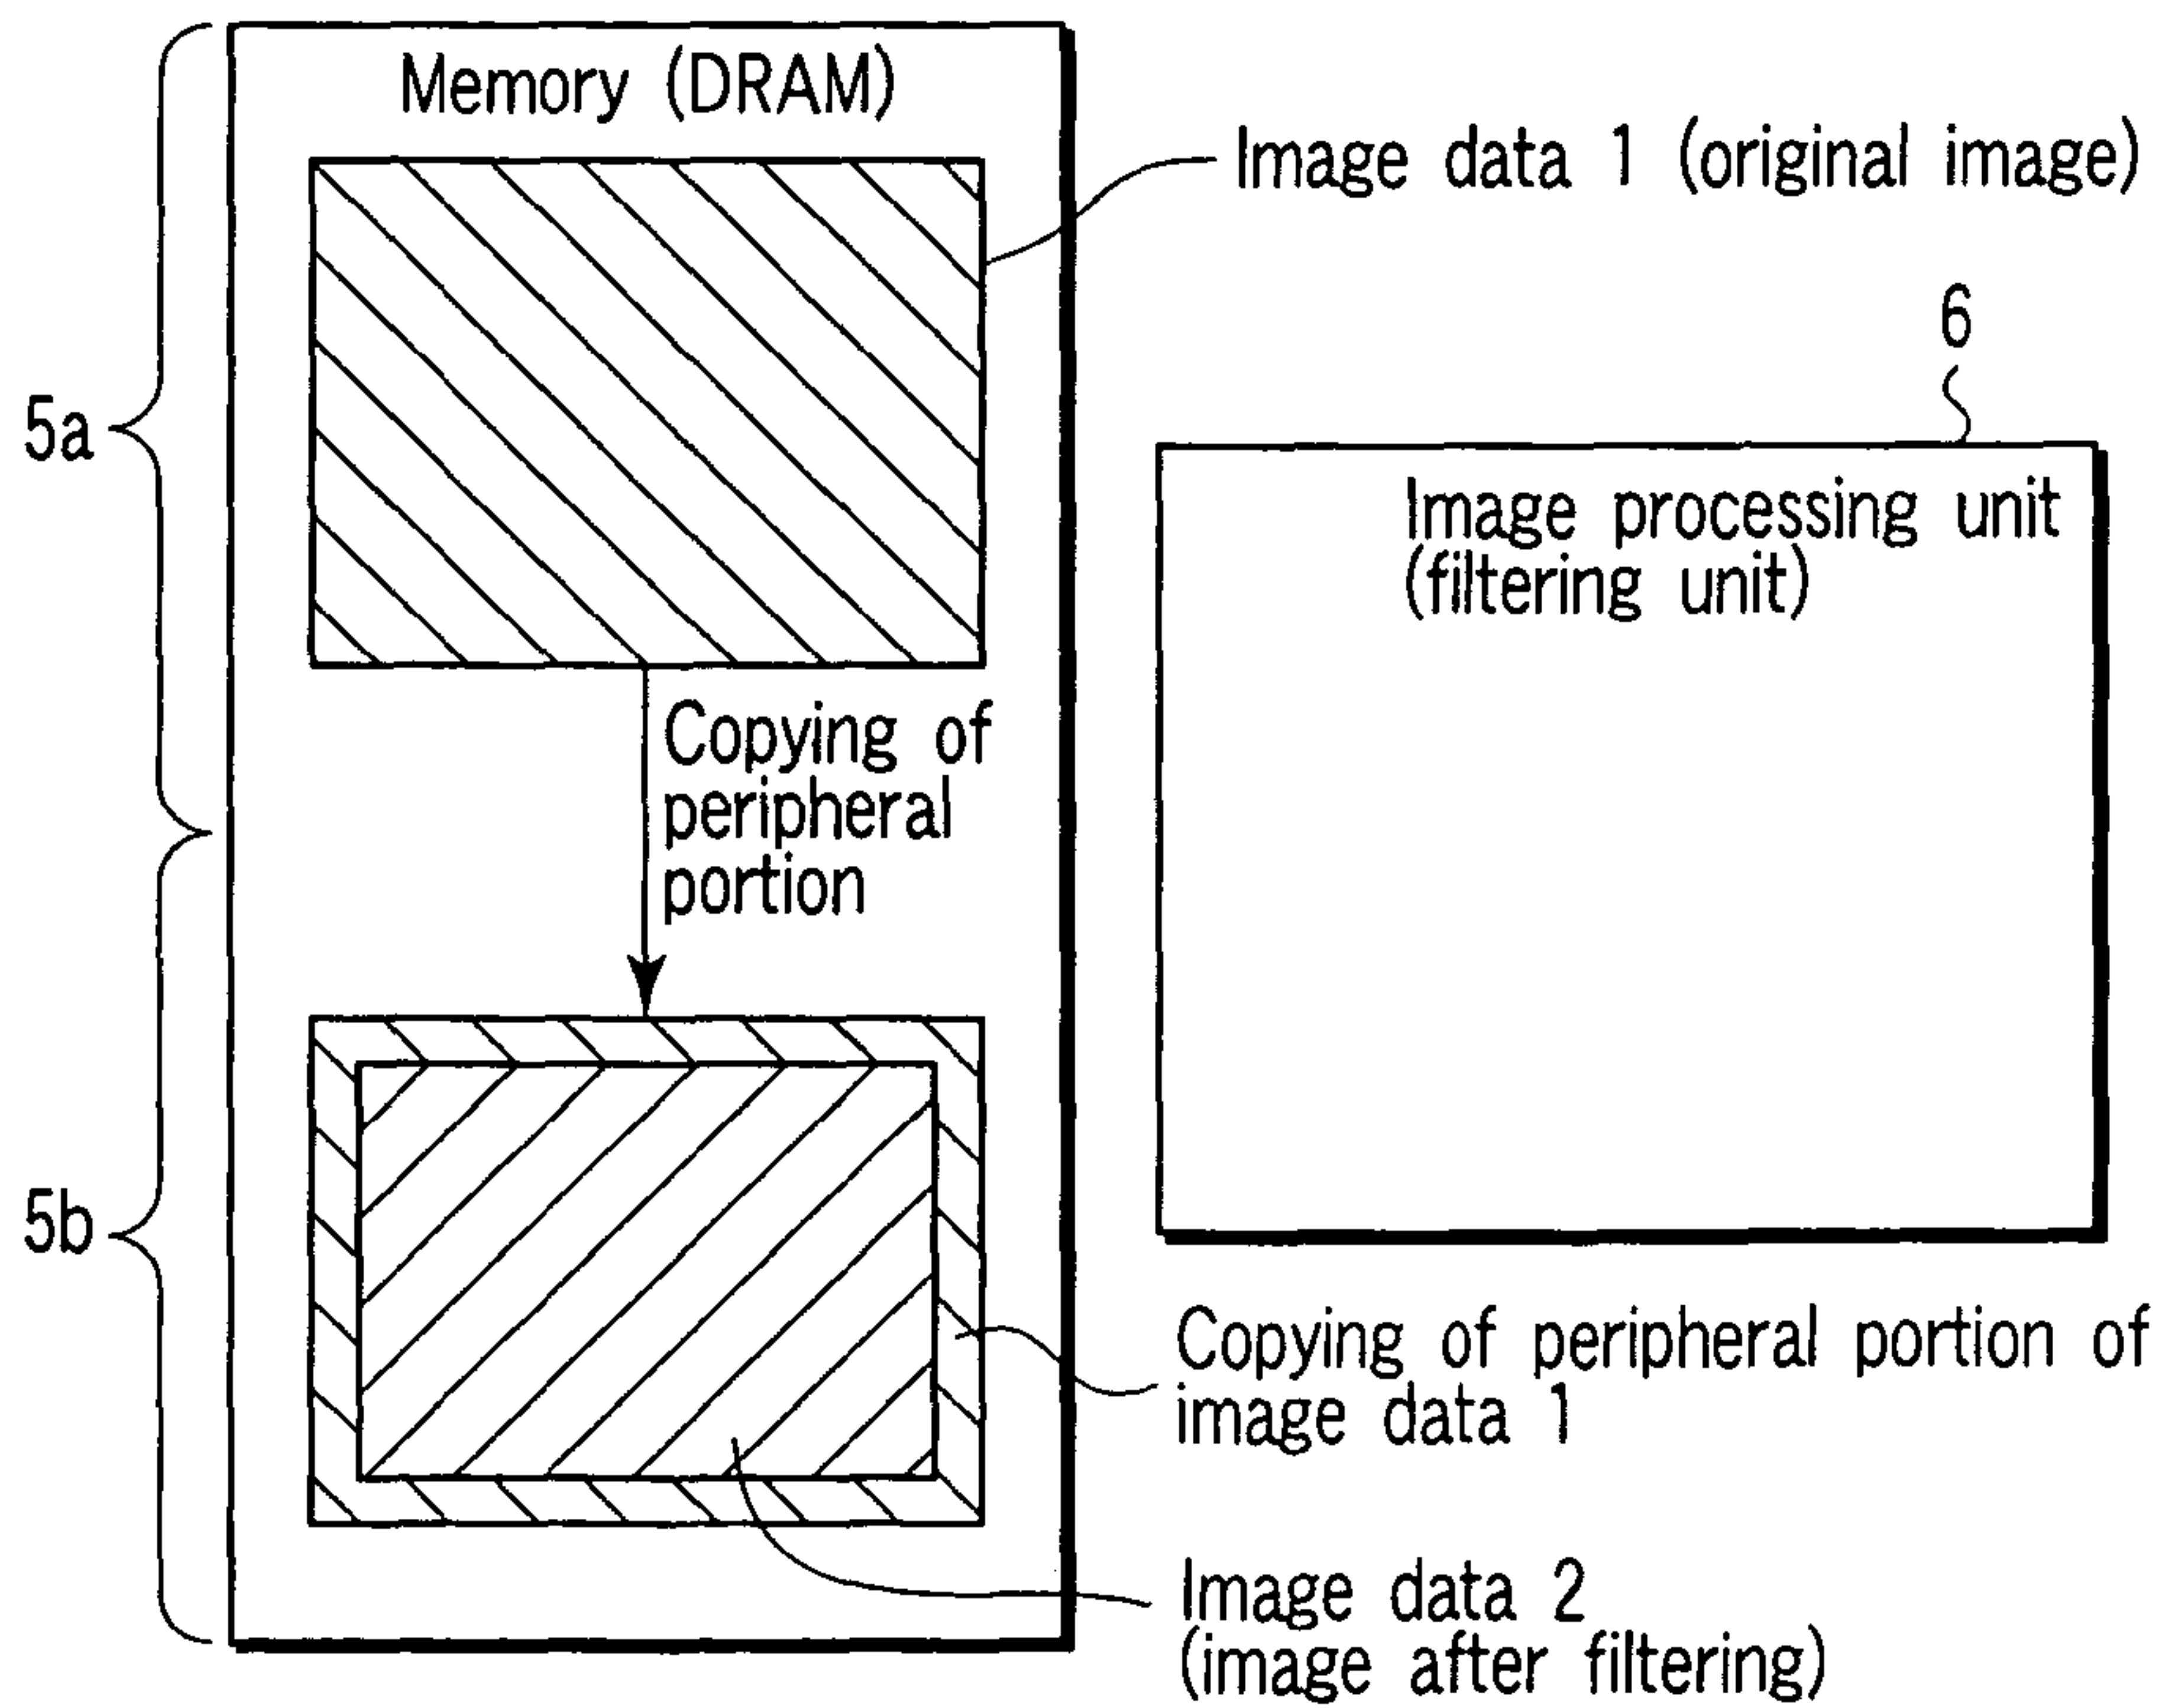 Memory (DRAM)
Image data 1 (original image)
6
5a
Image processing unit
(filtering unit)
Copying of
peripheral
portion
5b
Copying of peripheral portion of
image data 1
Image data 2
(image after filtering)